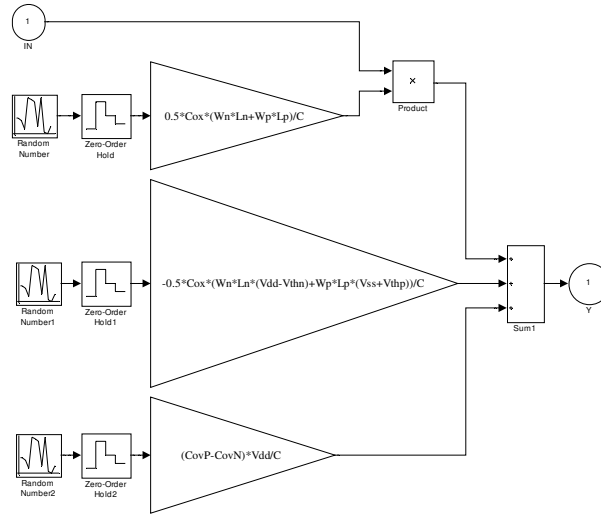 1
IN
0.5*Cox*(Wn*Ln+Wp*Lp)/C
×
Product
Random
Number
Zero-Order
Hold
-0.5*Cox*(Wn*Ln*(Vdd-Vthn)+Wp*Lp*(Vss+Vthp))/C
1
Y
Random
Number1
Zero-Order
Hold1
Sum1
(CovP-CovN)*Vdd/C
Random
Number2
Zero-Order
Hold2